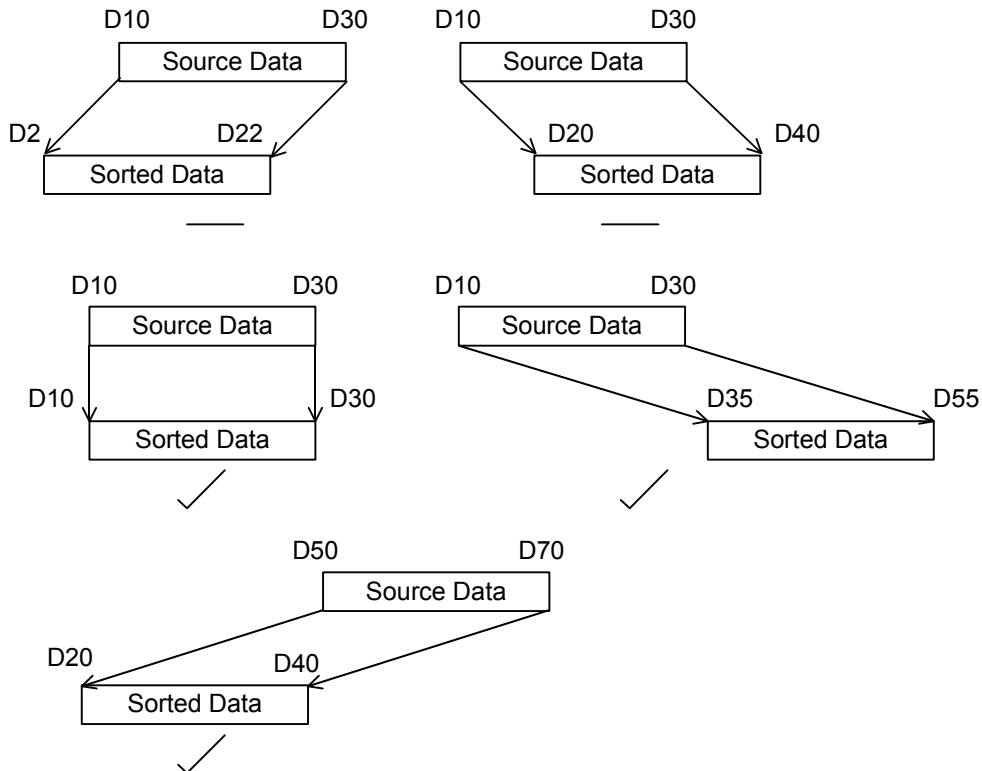 D10 D30 D10 D30
Source Data Source Data
D2 D22 D20 D40
Sorted Data Sorted Data
D10 D30 D10 D30
Source Data Source Data
D10 D30 D35 D55
Sorted Data Sorted Data
D50 D70
Source Data
D20 D40
Sorted Data